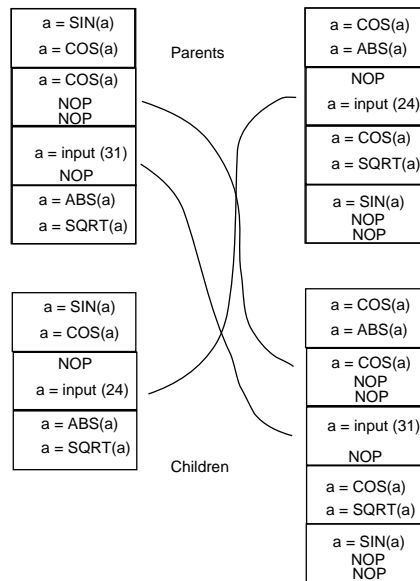 a = SIN(a)
a = COS(a)
a = COS(a)
NOP
NOP
a = input (31)
NOP
a = ABS(a)
a = SQRT(a)
Parents
a = COS(a)
a = ABS(a)
NOP
a = input (24)
a = COS(a)
a = SQRT(a)
a = SIN(a)
NOP
NOP
a = SIN(a)
a = COS(a)
NOP
a = input (24)
a = ABS(a)
a = SQRT(a)
Children
a = COS(a)
a = ABS(a)
a = COS(a)
NOP
NOP
a = input (31)
NOP
a = COS(a)
a = SQRT(a)
a = SIN(a)
NOP
NOP